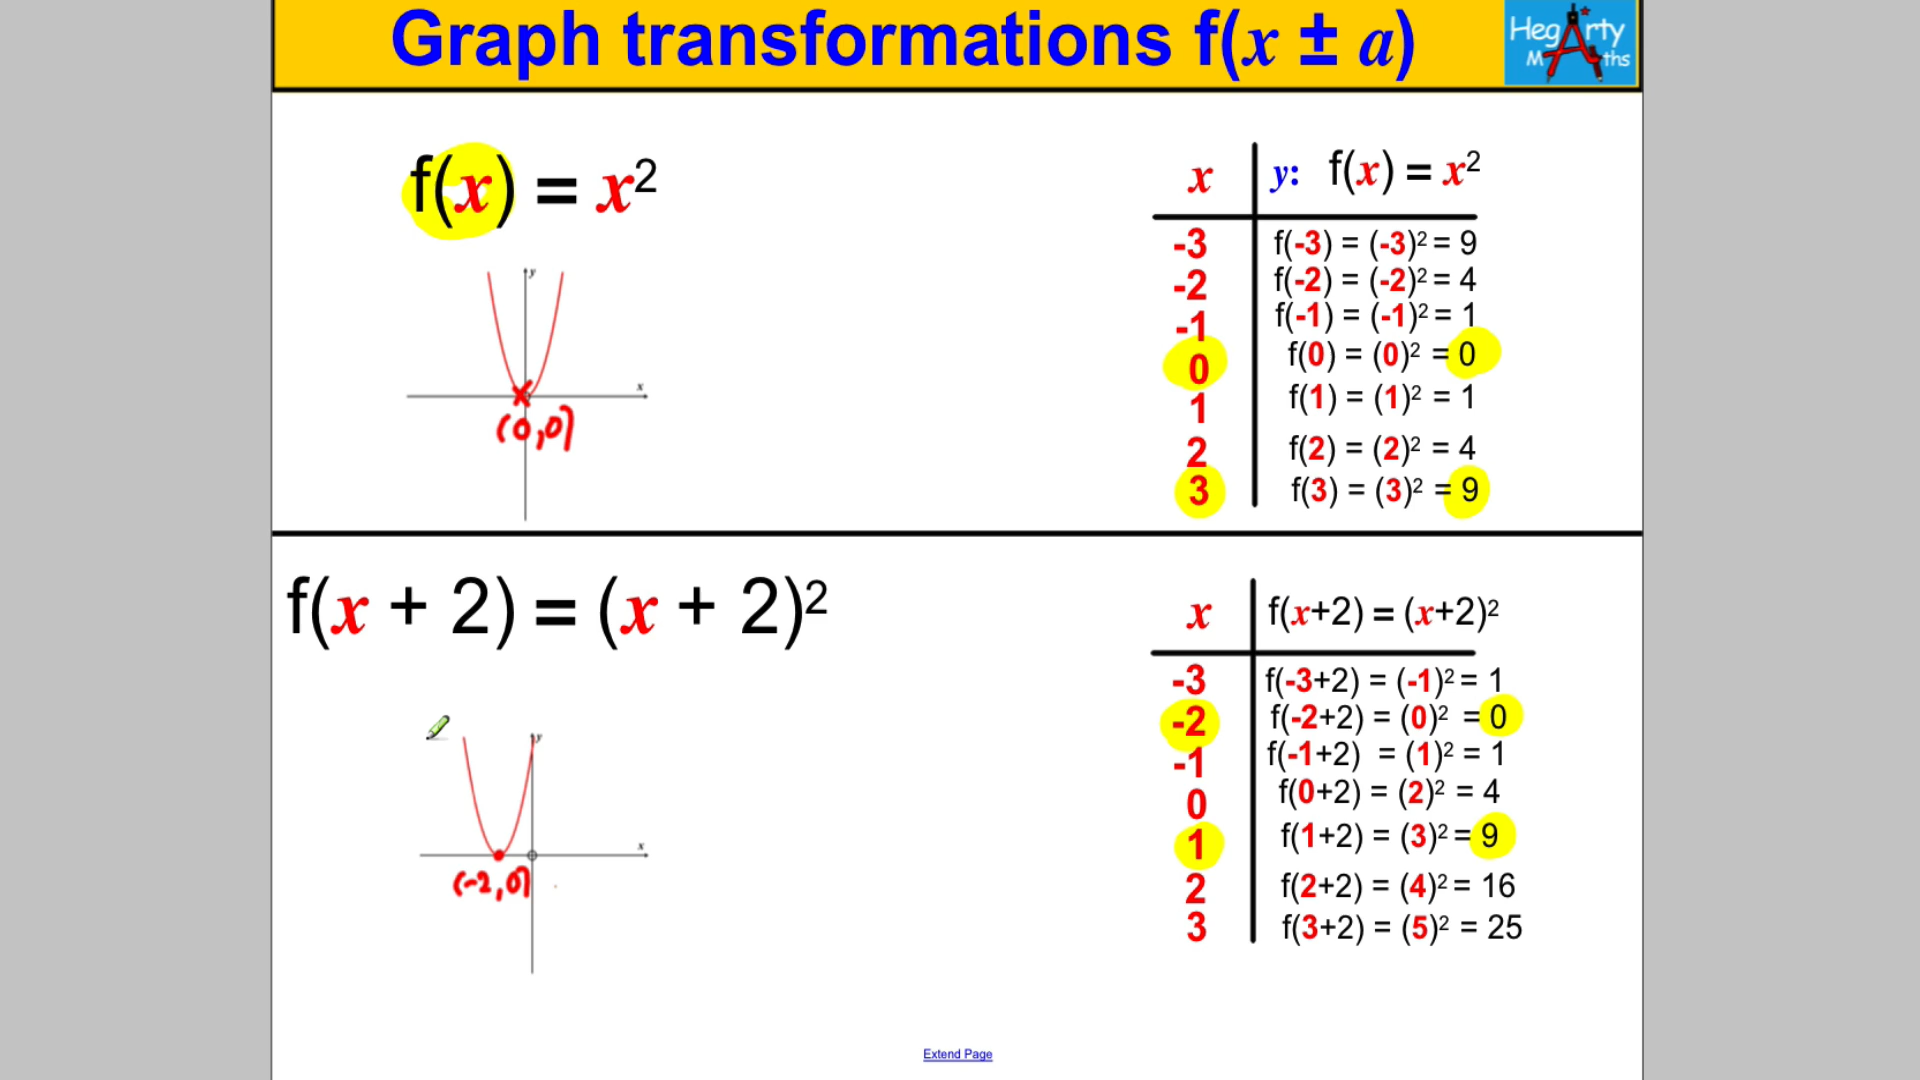 Graph transformations f(x ± a)
HegArty
Mᴀths
f(x) = x²
y
x
(0,0)
x y: f(x) = x²
-3 f(-3) = (-3)² = 9
-2 f(-2) = (-2)² = 4
-1 f(-1) = (-1)² = 1
0 f(0) = (0)² = 0
1 f(1) = (1)² = 1
2 f(2) = (2)² = 4
3 f(3) = (3)² = 9
f(x + 2) = (x + 2)²
y
x
(-2,0)
x f(x+2) = (x+2)²
-3 f(-3+2) = (-1)² = 1
-2 f(-2+2) = (0)² = 0
-1 f(-1+2) = (1)² = 1
0 f(0+2) = (2)² = 4
1 f(1+2) = (3)² = 9
2 f(2+2) = (4)² = 16
3 f(3+2) = (5)² = 25
Extend Page